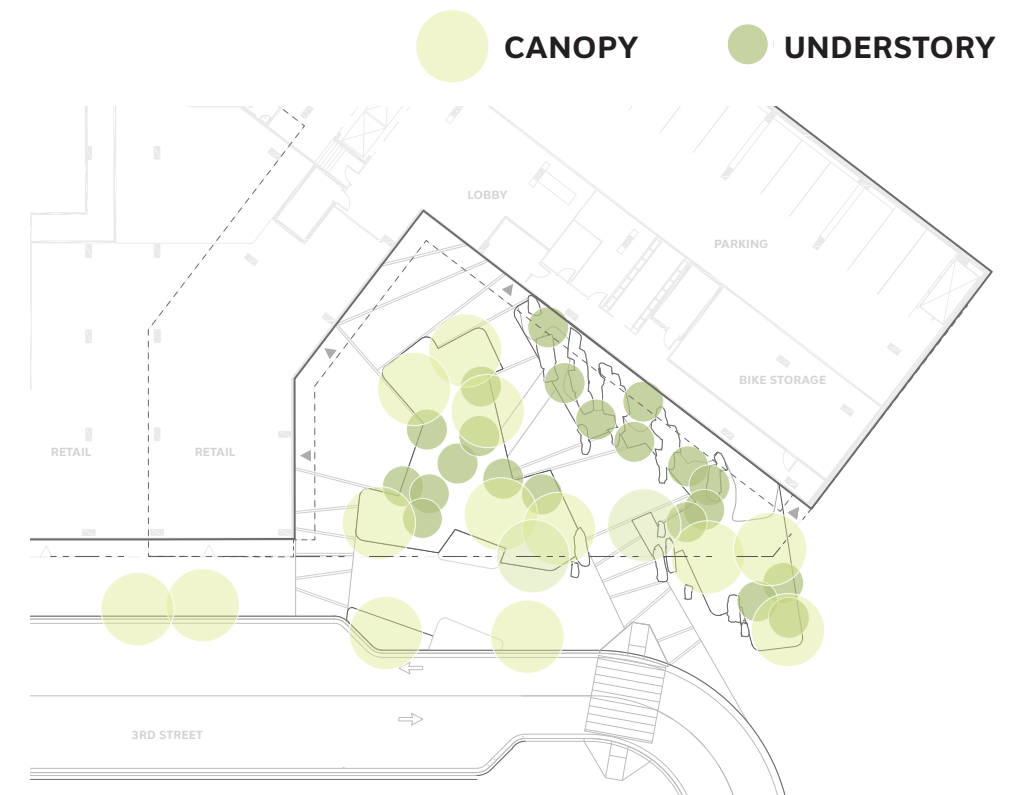 CANOPY
UNDERSTORY
LOBBY
PARKING
BIKE STORAGE
RETAIL
RETAIL
3RD STREET